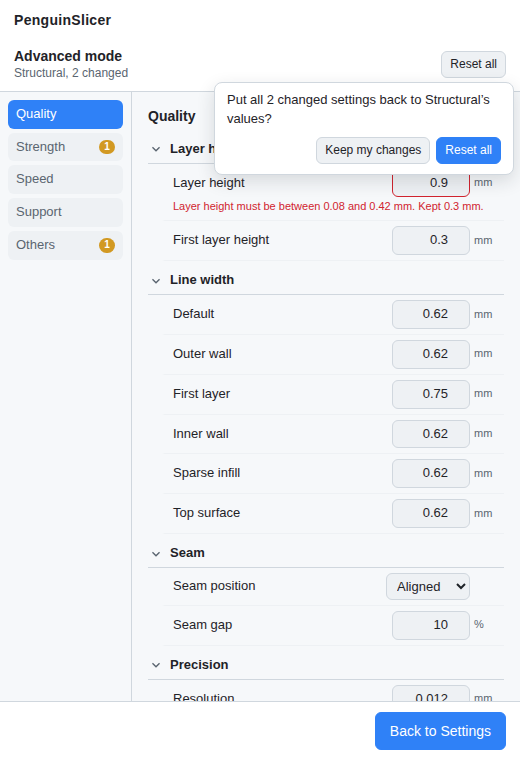 PenguinSlicer
Advanced mode
Structural, 2 changed
Reset all
Put all 2 changed settings back to Structural’s
values?
Keep my changes
Reset all
Quality
Strength 1
Speed
Support
Others 1
Quality
Layer h
Layer height 0.9 mm
Layer height must be between 0.08 and 0.42 mm. Kept 0.3 mm.
First layer height 0.3 mm
Line width
Default 0.62 mm
Outer wall 0.62 mm
First layer 0.75 mm
Inner wall 0.62 mm
Sparse infill 0.62 mm
Top surface 0.62 mm
Seam
Seam position Aligned
Seam gap 10 %
Precision
Resolution 0.012 mm
Back to Settings